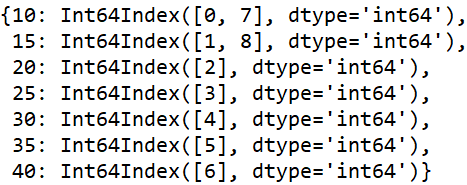 {10: Int64Index([0, 7], dtype='int64'),
 15: Int64Index([1, 8], dtype='int64'),
 20: Int64Index([2], dtype='int64'),
 25: Int64Index([3], dtype='int64'),
 30: Int64Index([4], dtype='int64'),
 35: Int64Index([5], dtype='int64'),
 40: Int64Index([6], dtype='int64')}